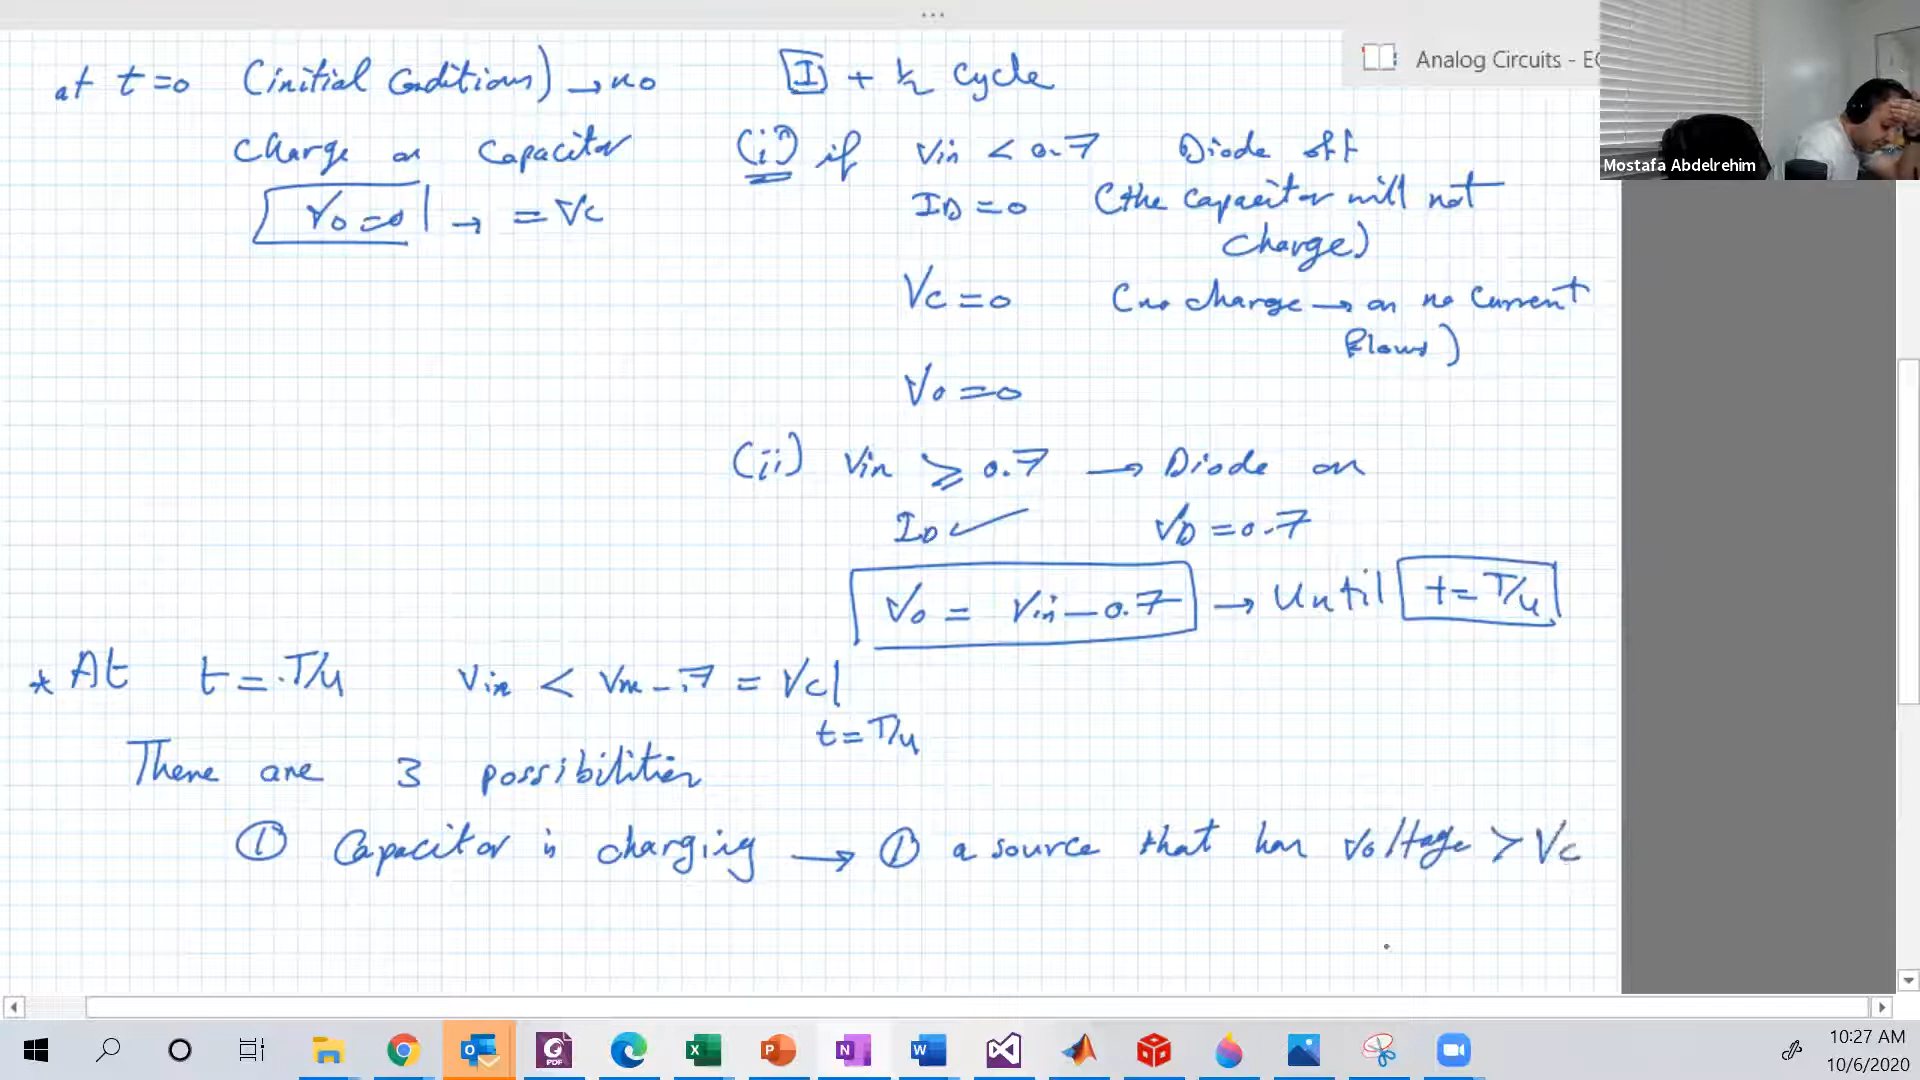 Analog Circuits - EC
Mostafa Abdelrehim
at t=0 (initial Conditions) → no
charge on capacitor
Vo=0 → = Vc
I + ½ cycle
(i) if Vin < 0.7 Diode off
ID = 0 (the capacitor will not
charge)
Vc = 0 (no charge → as no current
flows)
Vo = 0
(ii) Vin ⩾ 0.7 → Diode on
ID ✓ VD = 0.7
Vo = Vin - 0.7 → Until t = T/4
* At t = T/4 Vin < Vm - .7 = Vc|
t = T/4
There are 3 possibilities
① Capacitor is charging → ① a source that has voltage > Vc
10:27 AM
10/6/2020